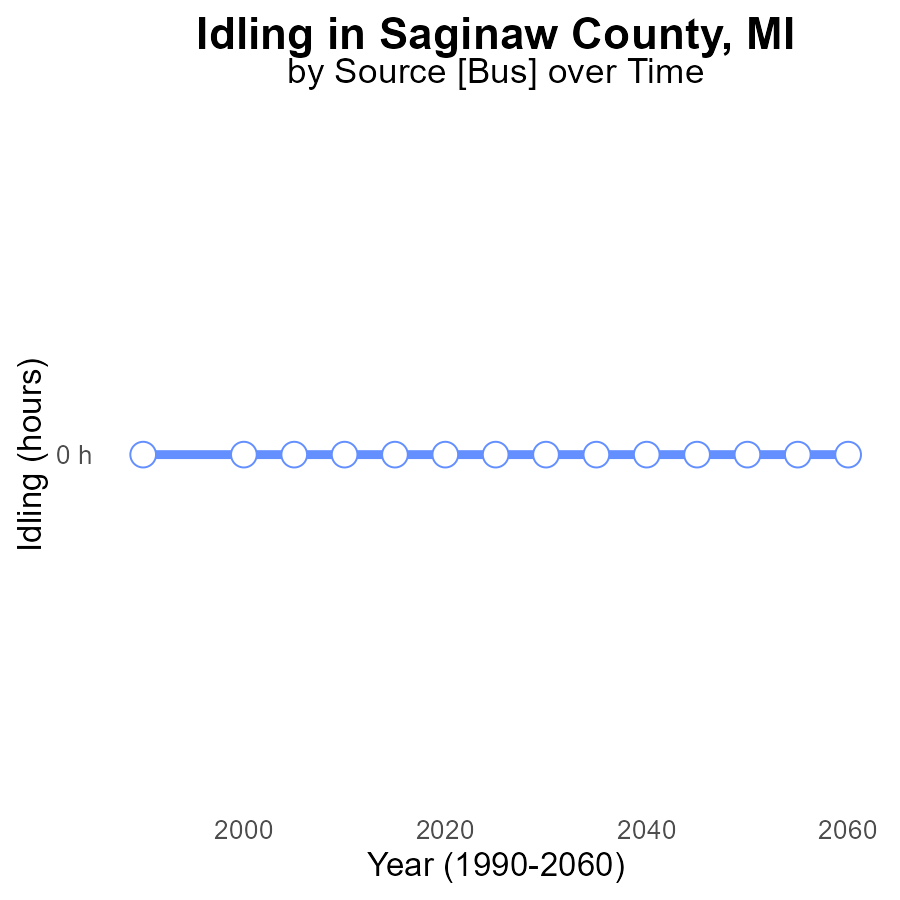 Idling in Saginaw County, MI
by Source [Bus] over Time
Idling (hours)
0 h
2000 2020 2040 2060
Year (1990-2060)